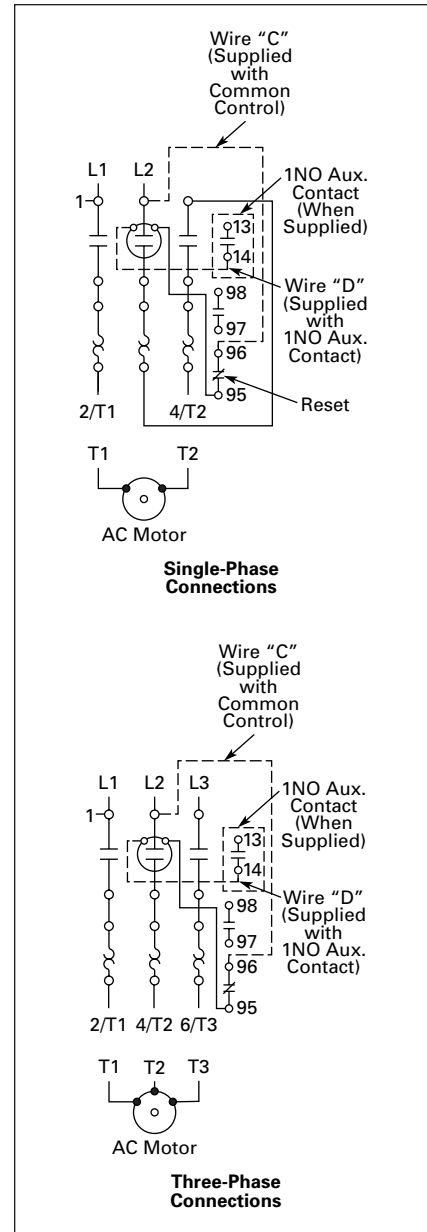 Wire “C”
(Supplied
with
Common
Control)
L1 L2
1NO Aux.
Contact
(When
Supplied)
1
13
14
Wire “D”
(Supplied
with
1NO Aux.
Contact)
98
97
96
95
Reset
2/T1 4/T2
T1 T2
AC Motor
Single-Phase
Connections
Wire “C”
(Supplied
with
Common
Control)
L1 L2 L3
1NO Aux.
Contact
(When
Supplied)
1
13
14
Wire “D”
(Supplied
with
1NO Aux.
Contact)
98
97
96
95
2/T1 4/T2 6/T3
T1 T2 T3
AC Motor
Three-Phase
Connections